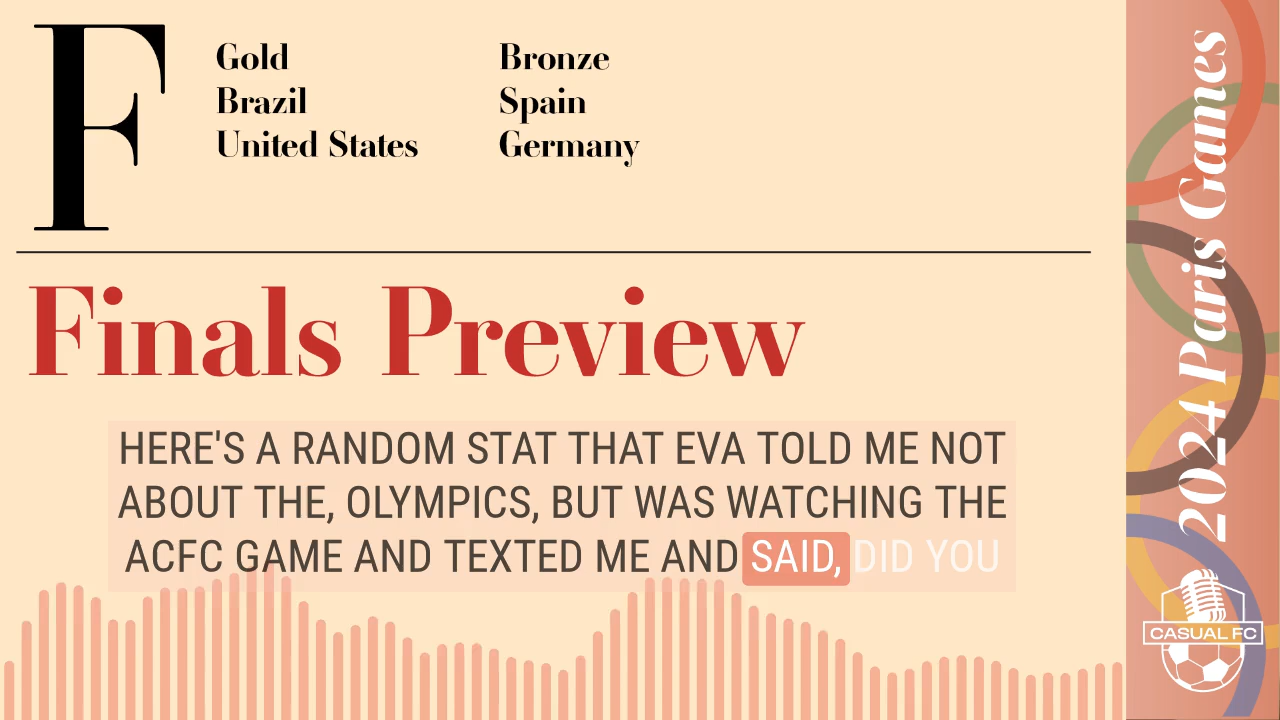 F
Gold
Brazil
United States
Bronze
Spain
Germany
Finals Preview
HERE'S A RANDOM STAT THAT EVA TOLD ME NOT
ABOUT THE, OLYMPICS, BUT WAS WATCHING THE
ACFC GAME AND TEXTED ME AND SAID, DID YOU
2024 Paris Games
CASUAL FC